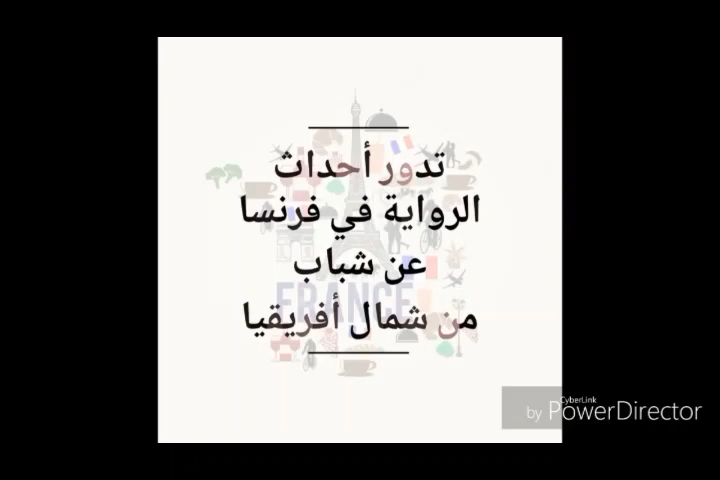 تدور أحداث
الرواية في فرنسا
عن شباب
FRANCE
من شمال أفريقيا
CyberLink
by PowerDirector